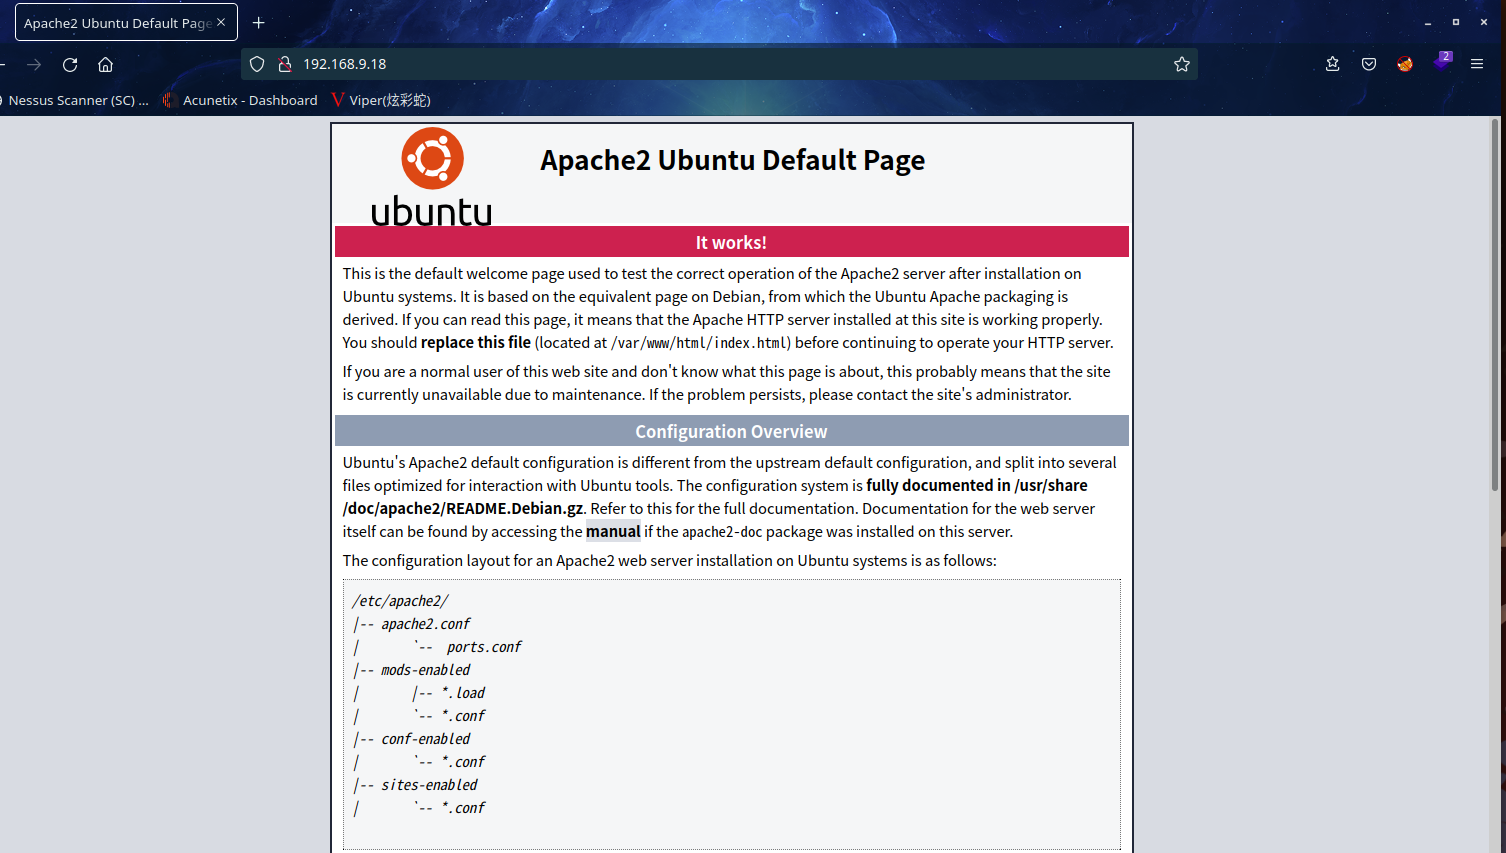 Apache2 Ubuntu Default Page
192.168.9.18
2
Nessus Scanner (SC) ...
Acunetix - Dashboard
Viper(炫彩蛇)
ubuntu
Apache2 Ubuntu Default Page
It works!
This is the default welcome page used to test the correct operation of the Apache2 server after installation on
Ubuntu systems. It is based on the equivalent page on Debian, from which the Ubuntu Apache packaging is
derived. If you can read this page, it means that the Apache HTTP server installed at this site is working properly.
You should replace this file (located at /var/www/html/index.html) before continuing to operate your HTTP server.
If you are a normal user of this web site and don't know what this page is about, this probably means that the site
is currently unavailable due to maintenance. If the problem persists, please contact the site's administrator.
Configuration Overview
Ubuntu's Apache2 default configuration is different from the upstream default configuration, and split into several
files optimized for interaction with Ubuntu tools. The configuration system is fully documented in /usr/share
/doc/apache2/README.Debian.gz. Refer to this for the full documentation. Documentation for the web server
itself can be found by accessing the manual if the apache2-doc package was installed on this server.
The configuration layout for an Apache2 web server installation on Ubuntu systems is as follows:
/etc/apache2/
|-- apache2.conf
|       `--  ports.conf
|-- mods-enabled
|       |-- *.load
|       `-- *.conf
|-- conf-enabled
|       `-- *.conf
|-- sites-enabled
|       `-- *.conf